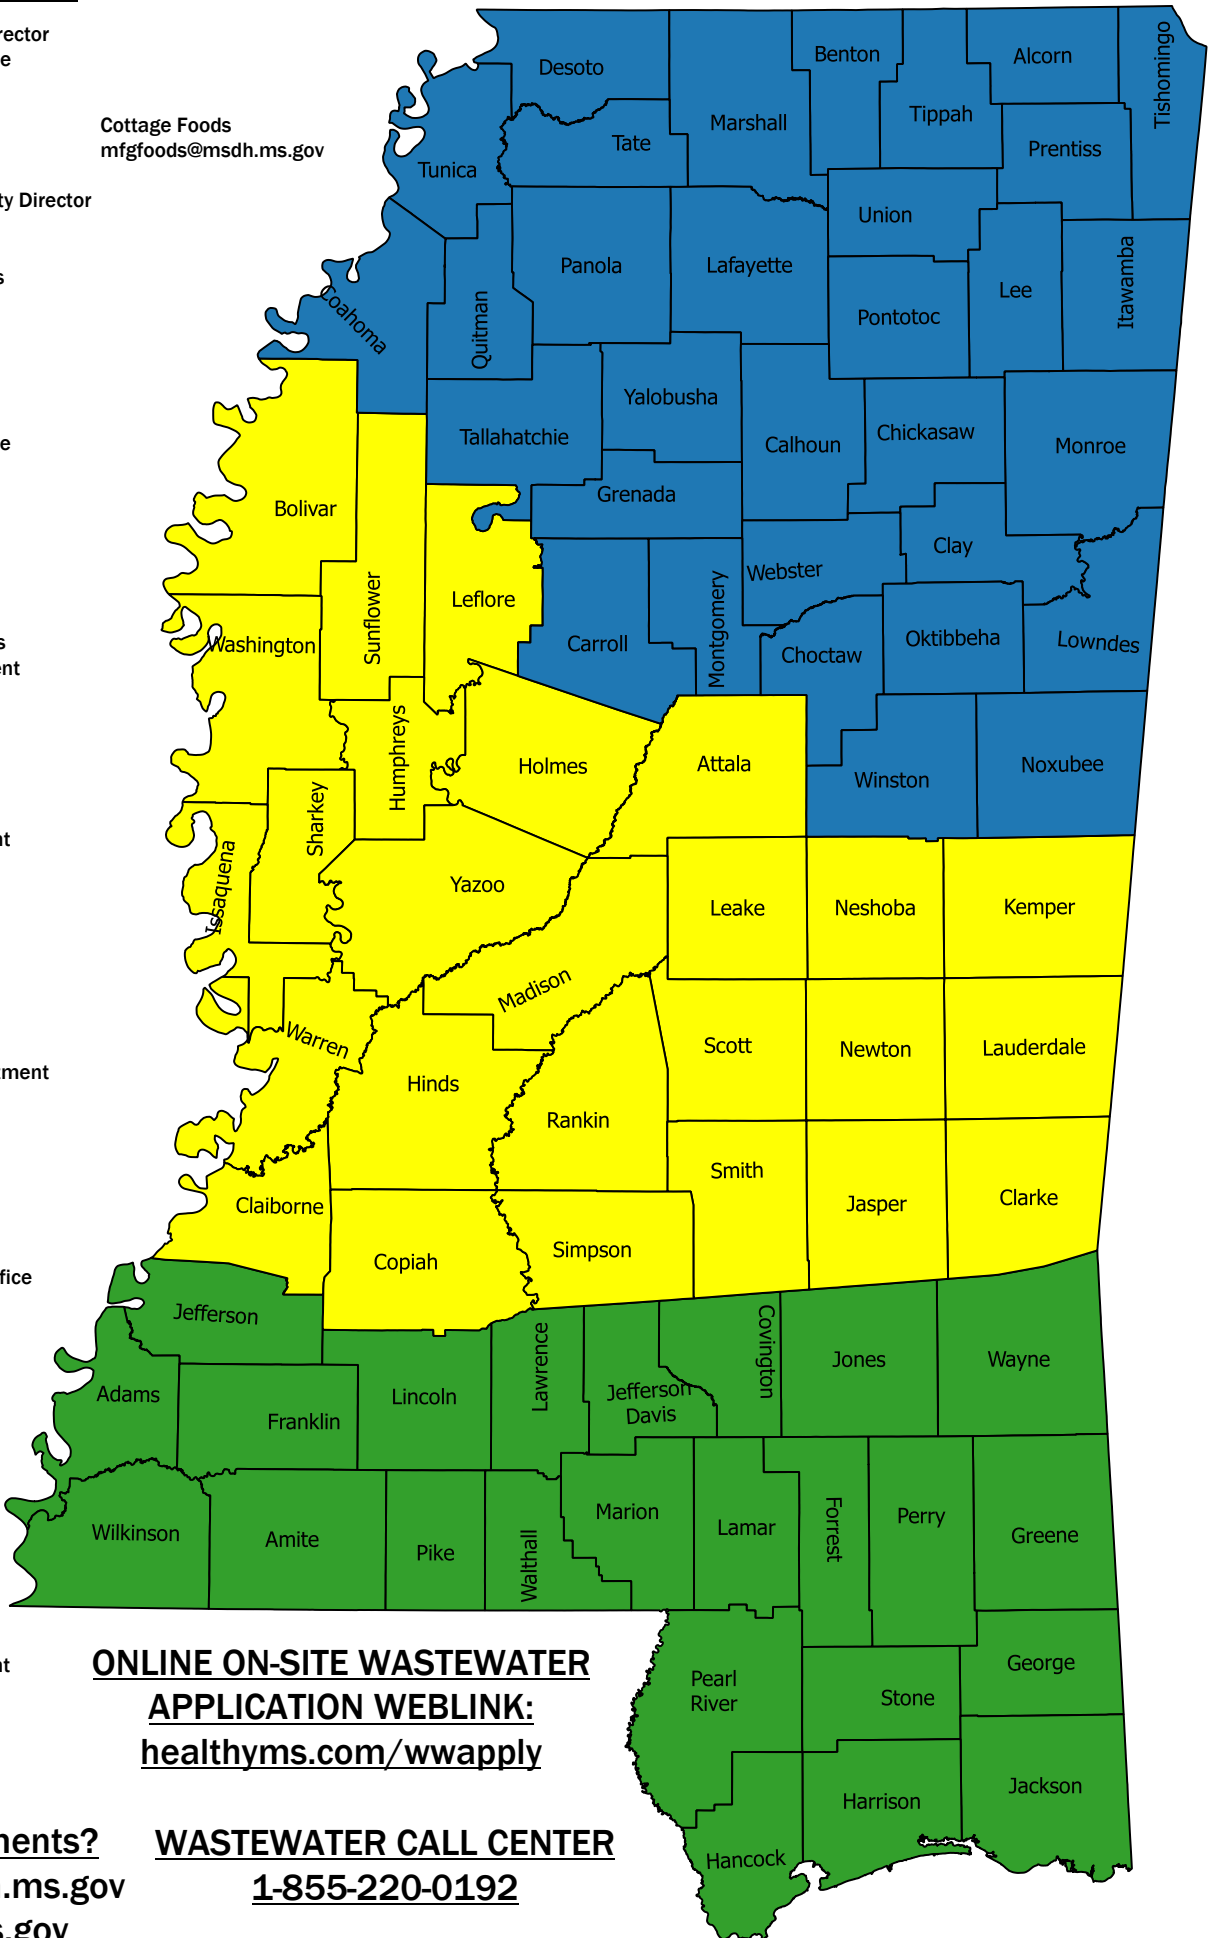 Cottage Foods
mfgfoods@msdh.ms.gov
ty Director
Desoto
Benton
Alcorn
Tishomingo
Tippah
Marshall
Tate
Prentiss
Tunica
Union
Panola
Lafayette
Itawamba
Lee
Coahoma
Quitman
Pontotoc
Yalobusha
Tallahatchie
Calhoun
Chickasaw
Monroe
Grenada
Bolivar
Clay
Webster
Sunflower
Leflore
Montgomery
Carroll
Oktibbeha
Lowndes
Washington
Choctaw
Humphreys
Holmes
Attala
Winston
Noxubee
Sharkey
Issaquena
Yazoo
Leake
Neshoba
Kemper
Madison
Warren
Scott
Newton
Lauderdale
Hinds
Rankin
Smith
Jasper
Clarke
Claiborne
Copiah
Simpson
Jefferson
Lawrence
Covington
Jones
Wayne
Adams
Lincoln
Jefferson
Davis
Franklin
Marion
Lamar
Forrest
Perry
Greene
Wilkinson
Amite
Pike
Walthall
ONLINE ON-SITE WASTEWATER
APPLICATION WEBLINK:
healthyms.com/wwapply
Pearl
River
Stone
George
Harrison
Jackson
Hancock
WASTEWATER CALL CENTER
1-855-220-0192
.ms.gov
s.gov